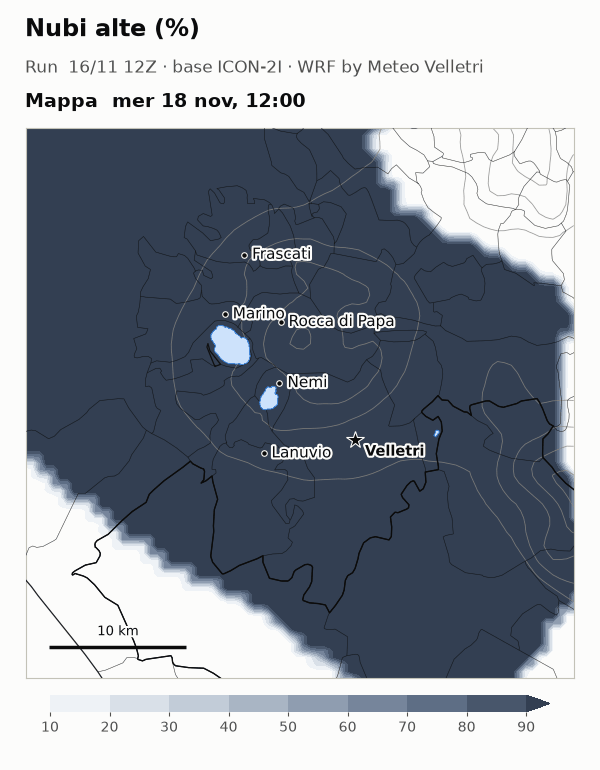 Nubi alte (%)
Run  16/11 12Z · base ICON-2I · WRF by Meteo Velletri
Mappa  mer 18 nov, 12:00
Frascati
Marino
Rocca di Papa
Nemi
Velletri
Lanuvio
10 km
10 20 30 40 50 60 70 80 90